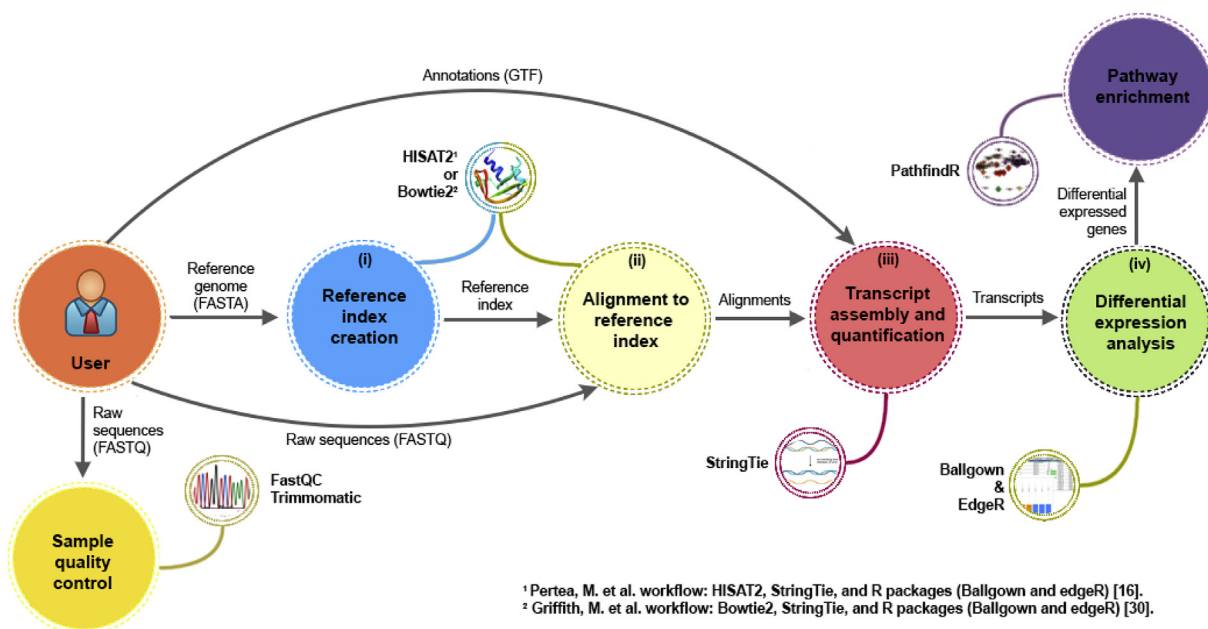 Annotations (GTF)
Pathway
enrichment
HISAT2¹
or
Bowtie2²
PathfindR
Differential
expressed
genes
User
Reference
genome
(FASTA)
(i)
Reference
index
creation
Reference
index
(ii)
Alignment to
reference
index
Alignments
(iii)
Transcript
assembly and
quantification
Transcripts
(iv)
Differential
expression
analysis
Raw
sequences
(FASTQ)
Raw sequences (FASTQ)
FastQC
Trimmomatic
StringTie
Ballgown
&
EdgeR
Sample
quality
control
¹ Pertea, M. et al. workflow: HISAT2, StringTie, and R packages (Ballgown and edgeR) [16].
² Griffith, M. et al. workflow: Bowtie2, StringTie, and R packages (Ballgown and edgeR) [30].